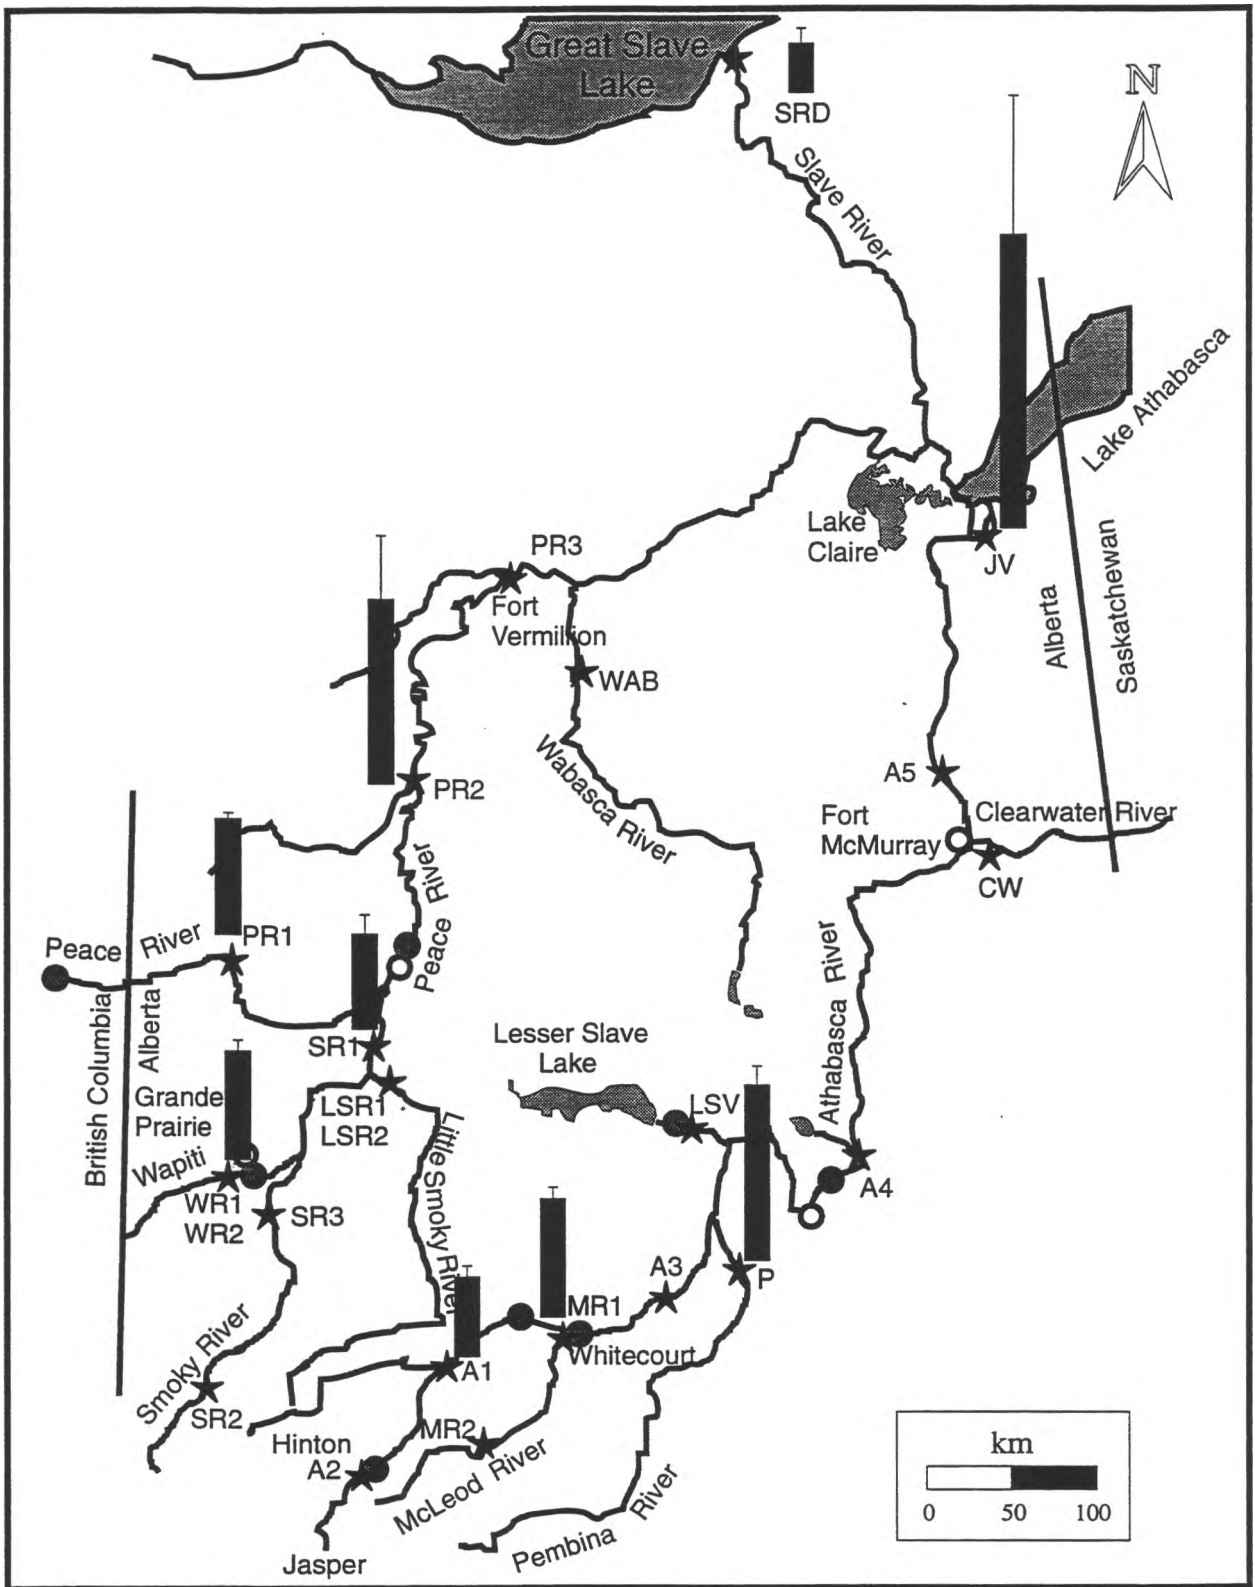 Great Slave
Lake
SRD
N
Slave River
Lake Athabasca
Lake
Claire
JV
Alberta
Saskatchewan
PR3
Fort
Vermillion
WAB
Wabasca River
PR2
A5
Fort
McMurray
Clearwater River
CW
Peace River
Peace River
PR1
British Columbia
Alberta
SR1
Grande
Prairie
LSR1
LSR2
Wapiti
WR1
WR2
SR3
Little Smoky River
Lesser Slave
Lake
LSV
Athabasca River
A4
A3
P
MR1
Whitecourt
A1
Smoky River
SR2
Hinton
A2
MR2
McLeod River
Pembina River
Jasper
km
0 50 100